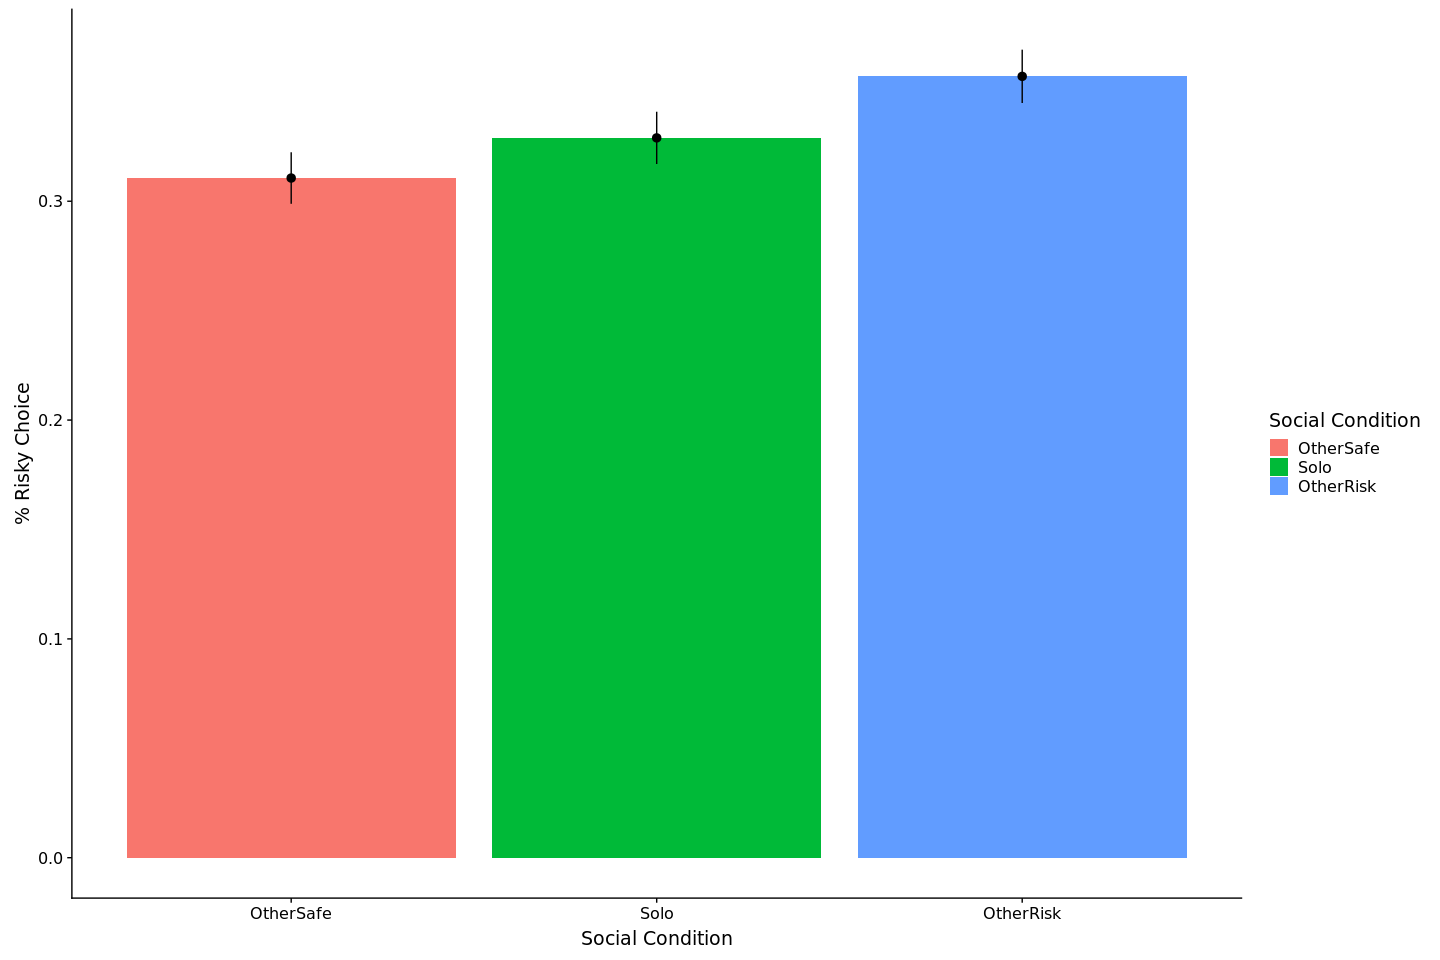 % Risky Choice
0.3
0.2
0.1
0.0
OtherSafe
Solo
OtherRisk
Social Condition
Social Condition
OtherSafe
Solo
OtherRisk